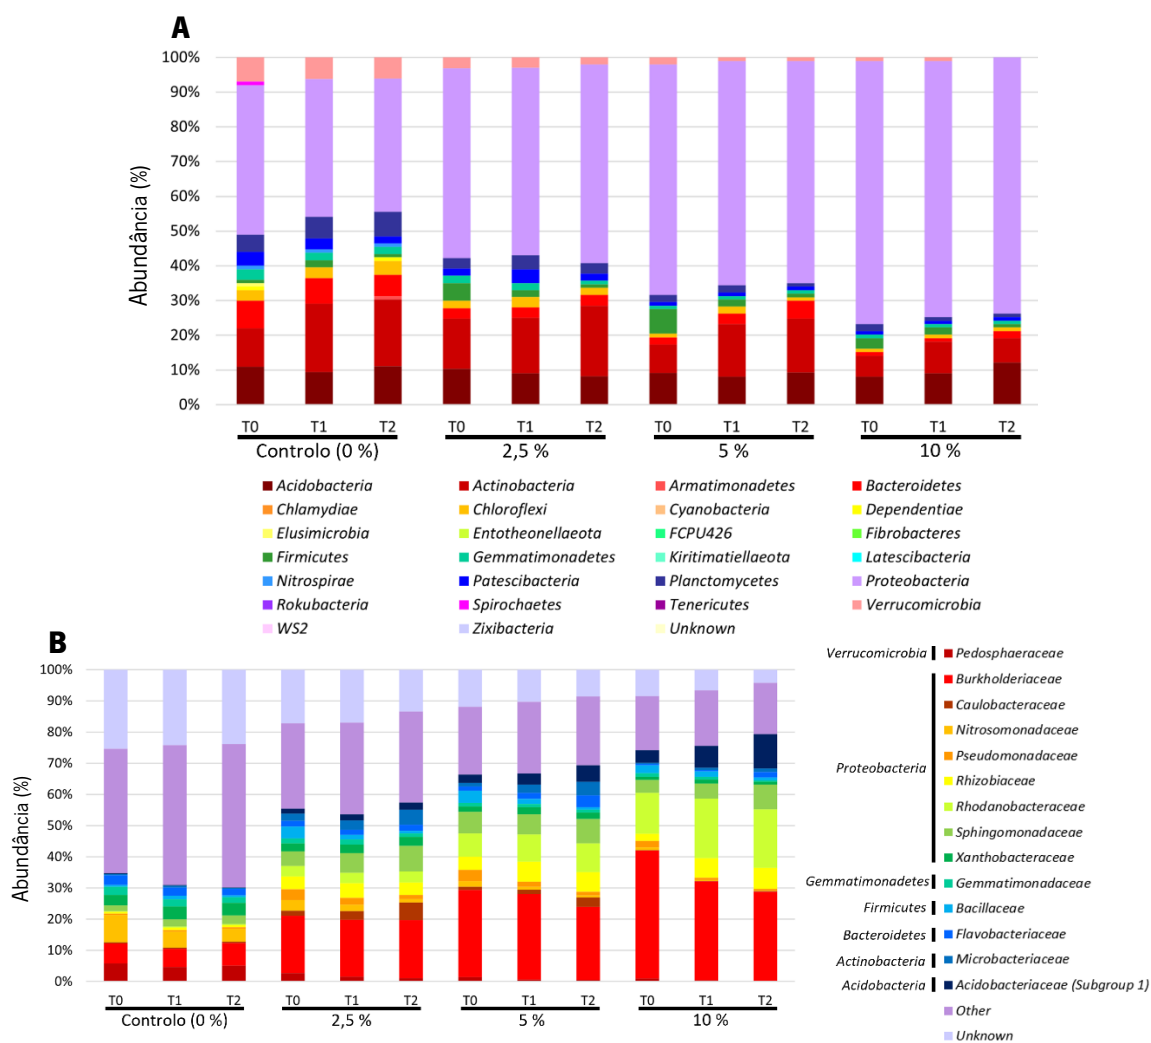 A
100%
90%
80%
70%
60%
50%
40%
30%
20%
10%
0%
Abundância (%)
T0 T1 T2 T0 T1 T2 T0 T1 T2 T0 T1 T2
Controlo (0 %) 2,5 % 5 % 10 %
Acidobacteria Actinobacteria Armatimonadetes Bacteroidetes
Chlamydiae Chloroflexi Cyanobacteria Dependentiae
Elusimicrobia Entotheonellaeota FCPU426 Fibrobacteres
Firmicutes Gemmatimonadetes Kiritimatiellaeota Latescibacteria
Nitrospirae Patescibacteria Planctomycetes Proteobacteria
Rokubacteria Spirochaetes Tenericutes Verrucomicrobia
WS2 Zixibacteria Unknown
B
100%
90%
80%
70%
60%
50%
40%
30%
20%
10%
0%
Abundância (%)
T0 T1 T2 T0 T1 T2 T0 T1 T2 T0 T1 T2
Controlo (0 %) 2,5 % 5 % 10 %
Verrucomicrobia Pedosphaeraceae
Burkholderiaceae
Caulobacteraceae
Nitrosomonadaceae
Pseudomonadaceae
Proteobacteria
Rhizobiaceae
Rhodanobacteraceae
Sphingomonadaceae
Xanthobacteraceae
Gemmatimonadetes Gemmatimonadaceae
Firmicutes Bacillaceae
Bacteroidetes Flavobacteriaceae
Actinobacteria Microbacteriaceae
Acidobacteria Acidobacteriaceae (Subgroup 1)
Other
Unknown